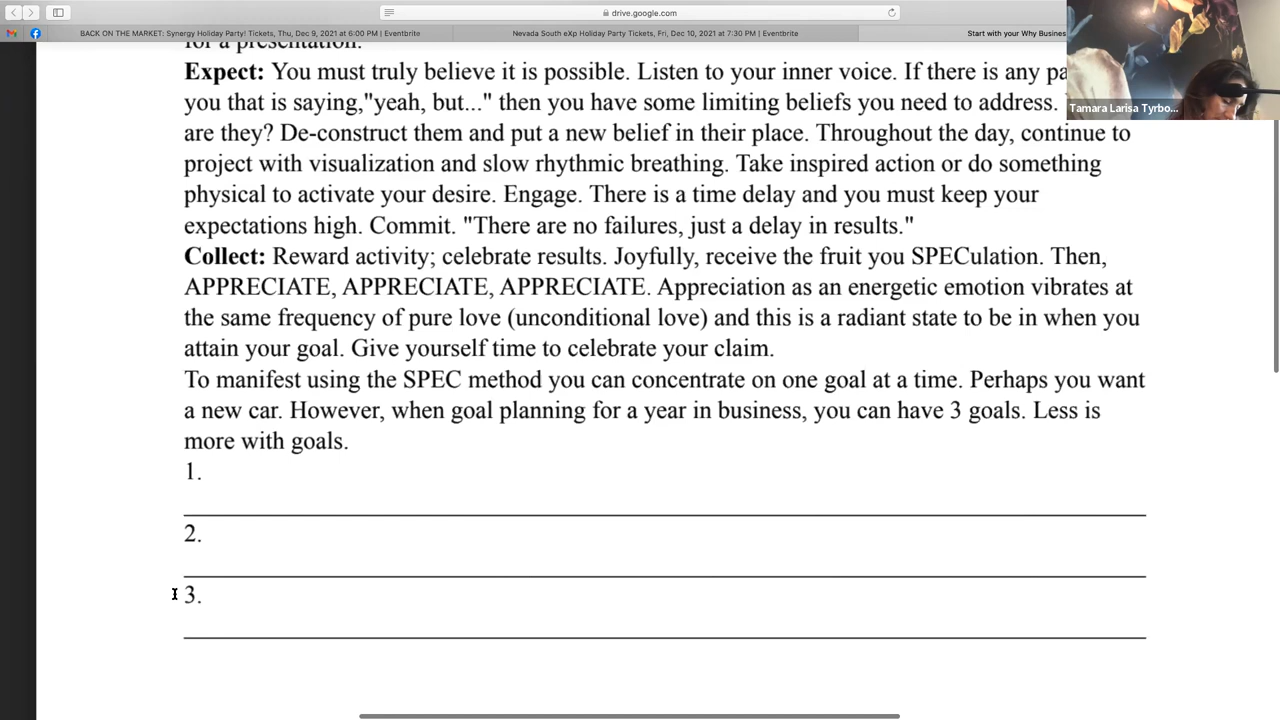 drive.google.com
BACK ON THE MARKET: Synergy Holiday Party! Tickets, Thu, Dec 9, 2021 at 6:00 PM | Eventbrite
Nevada South eXp Holiday Party Tickets, Fri, Dec 10, 2021 at 7:30 PM | Eventbrite
Start with your Why Busines
Tamara Larisa Tyrbo...
for a presentation.
Expect: You must truly believe it is possible. Listen to your inner voice. If there is any pa
you that is saying,"yeah, but..." then you have some limiting beliefs you need to address.
are they? De-construct them and put a new belief in their place. Throughout the day, continue to
project with visualization and slow rhythmic breathing. Take inspired action or do something
physical to activate your desire. Engage. There is a time delay and you must keep your
expectations high. Commit. "There are no failures, just a delay in results."
Collect: Reward activity; celebrate results. Joyfully, receive the fruit you SPECulation. Then,
APPRECIATE, APPRECIATE, APPRECIATE. Appreciation as an energetic emotion vibrates at
the same frequency of pure love (unconditional love) and this is a radiant state to be in when you
attain your goal. Give yourself time to celebrate your claim.
To manifest using the SPEC method you can concentrate on one goal at a time. Perhaps you want
a new car. However, when goal planning for a year in business, you can have 3 goals. Less is
more with goals.
1.
2.
3.